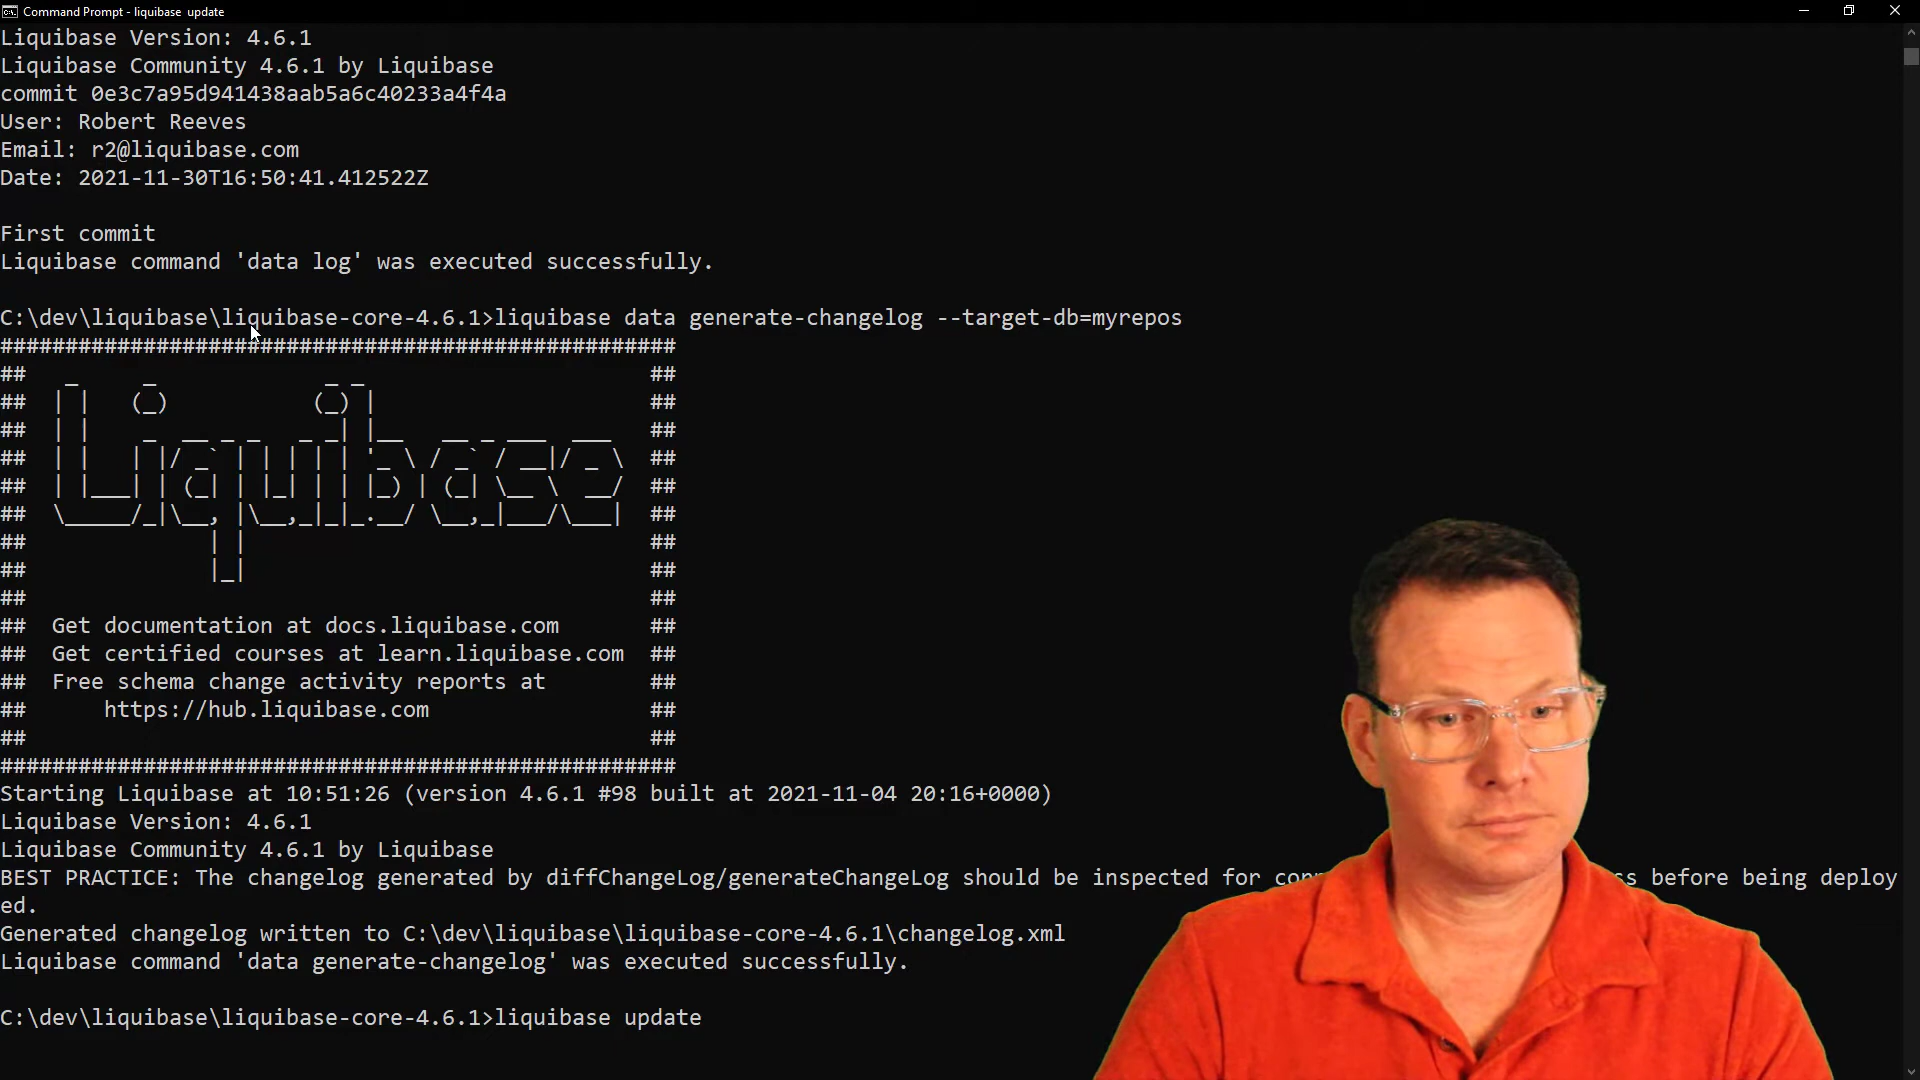 Command Prompt - liquibase  update
Liquibase Version: 4.6.1
Liquibase Community 4.6.1 by Liquibase
commit 0e3c7a95d941438aab5a6c40233a4f4a
User: Robert Reeves
Email: r2@liquibase.com
Date: 2021-11-30T16:50:41.412522Z
First commit
Liquibase command 'data log' was executed successfully.
C:\dev\liquibase\liquibase-core-4.6.1>liquibase data generate-changelog --target-db=myrepos
####################################################
##                                                ##
Liquibase
##  Get documentation at docs.liquibase.com       ##
##  Get certified courses at learn.liquibase.com  ##
##  Free schema change activity reports at        ##
##      https://hub.liquibase.com                 ##
##                                                ##
####################################################
Starting Liquibase at 10:51:26 (version 4.6.1 #98 built at 2021-11-04 20:16+0000)
Liquibase Version: 4.6.1
Liquibase Community 4.6.1 by Liquibase
BEST PRACTICE: The changelog generated by diffChangeLog/generateChangeLog should be inspected for before being deploy
ed.
Generated changelog written to C:\dev\liquibase\liquibase-core-4.6.1\changelog.xml
Liquibase command 'data generate-changelog' was executed successfully.
C:\dev\liquibase\liquibase-core-4.6.1>liquibase update